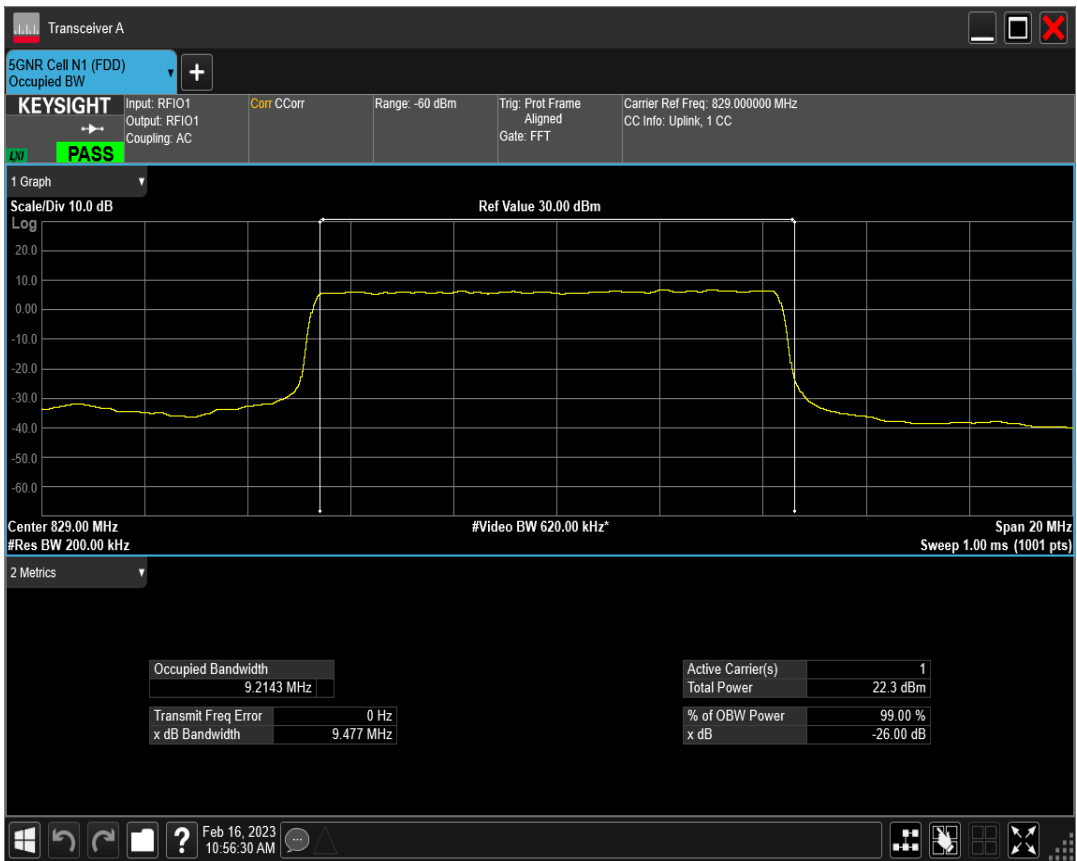 Transceiver A
5GNR Cell N1 (FDD)
Occupied BW
+
KEYSIGHT
LXI
PASS
Input: RFIO1
Output: RFIO1
Coupling: AC
Corr CCorr
Range: -60 dBm
Trig: Prot Frame
Aligned
Gate: FFT
Carrier Ref Freq: 829.000000 MHz
CC Info: Uplink, 1 CC
1 Graph
Scale/Div 10.0 dB
Ref Value 30.00 dBm
Log
20.0
10.0
0.00
-10.0
-20.0
-30.0
-40.0
-50.0
-60.0
Center 829.00 MHz
#Video BW 620.00 kHz*
Span 20 MHz
#Res BW 200.00 kHz
Sweep 1.00 ms (1001 pts)
2 Metrics
Occupied Bandwidth
9.2143 MHz
Active Carrier(s) 1
Total Power 22.3 dBm
Transmit Freq Error 0 Hz
% of OBW Power 99.00 %
x dB Bandwidth 9.477 MHz
x dB -26.00 dB
?
Feb 16, 2023
10:56:30 AM